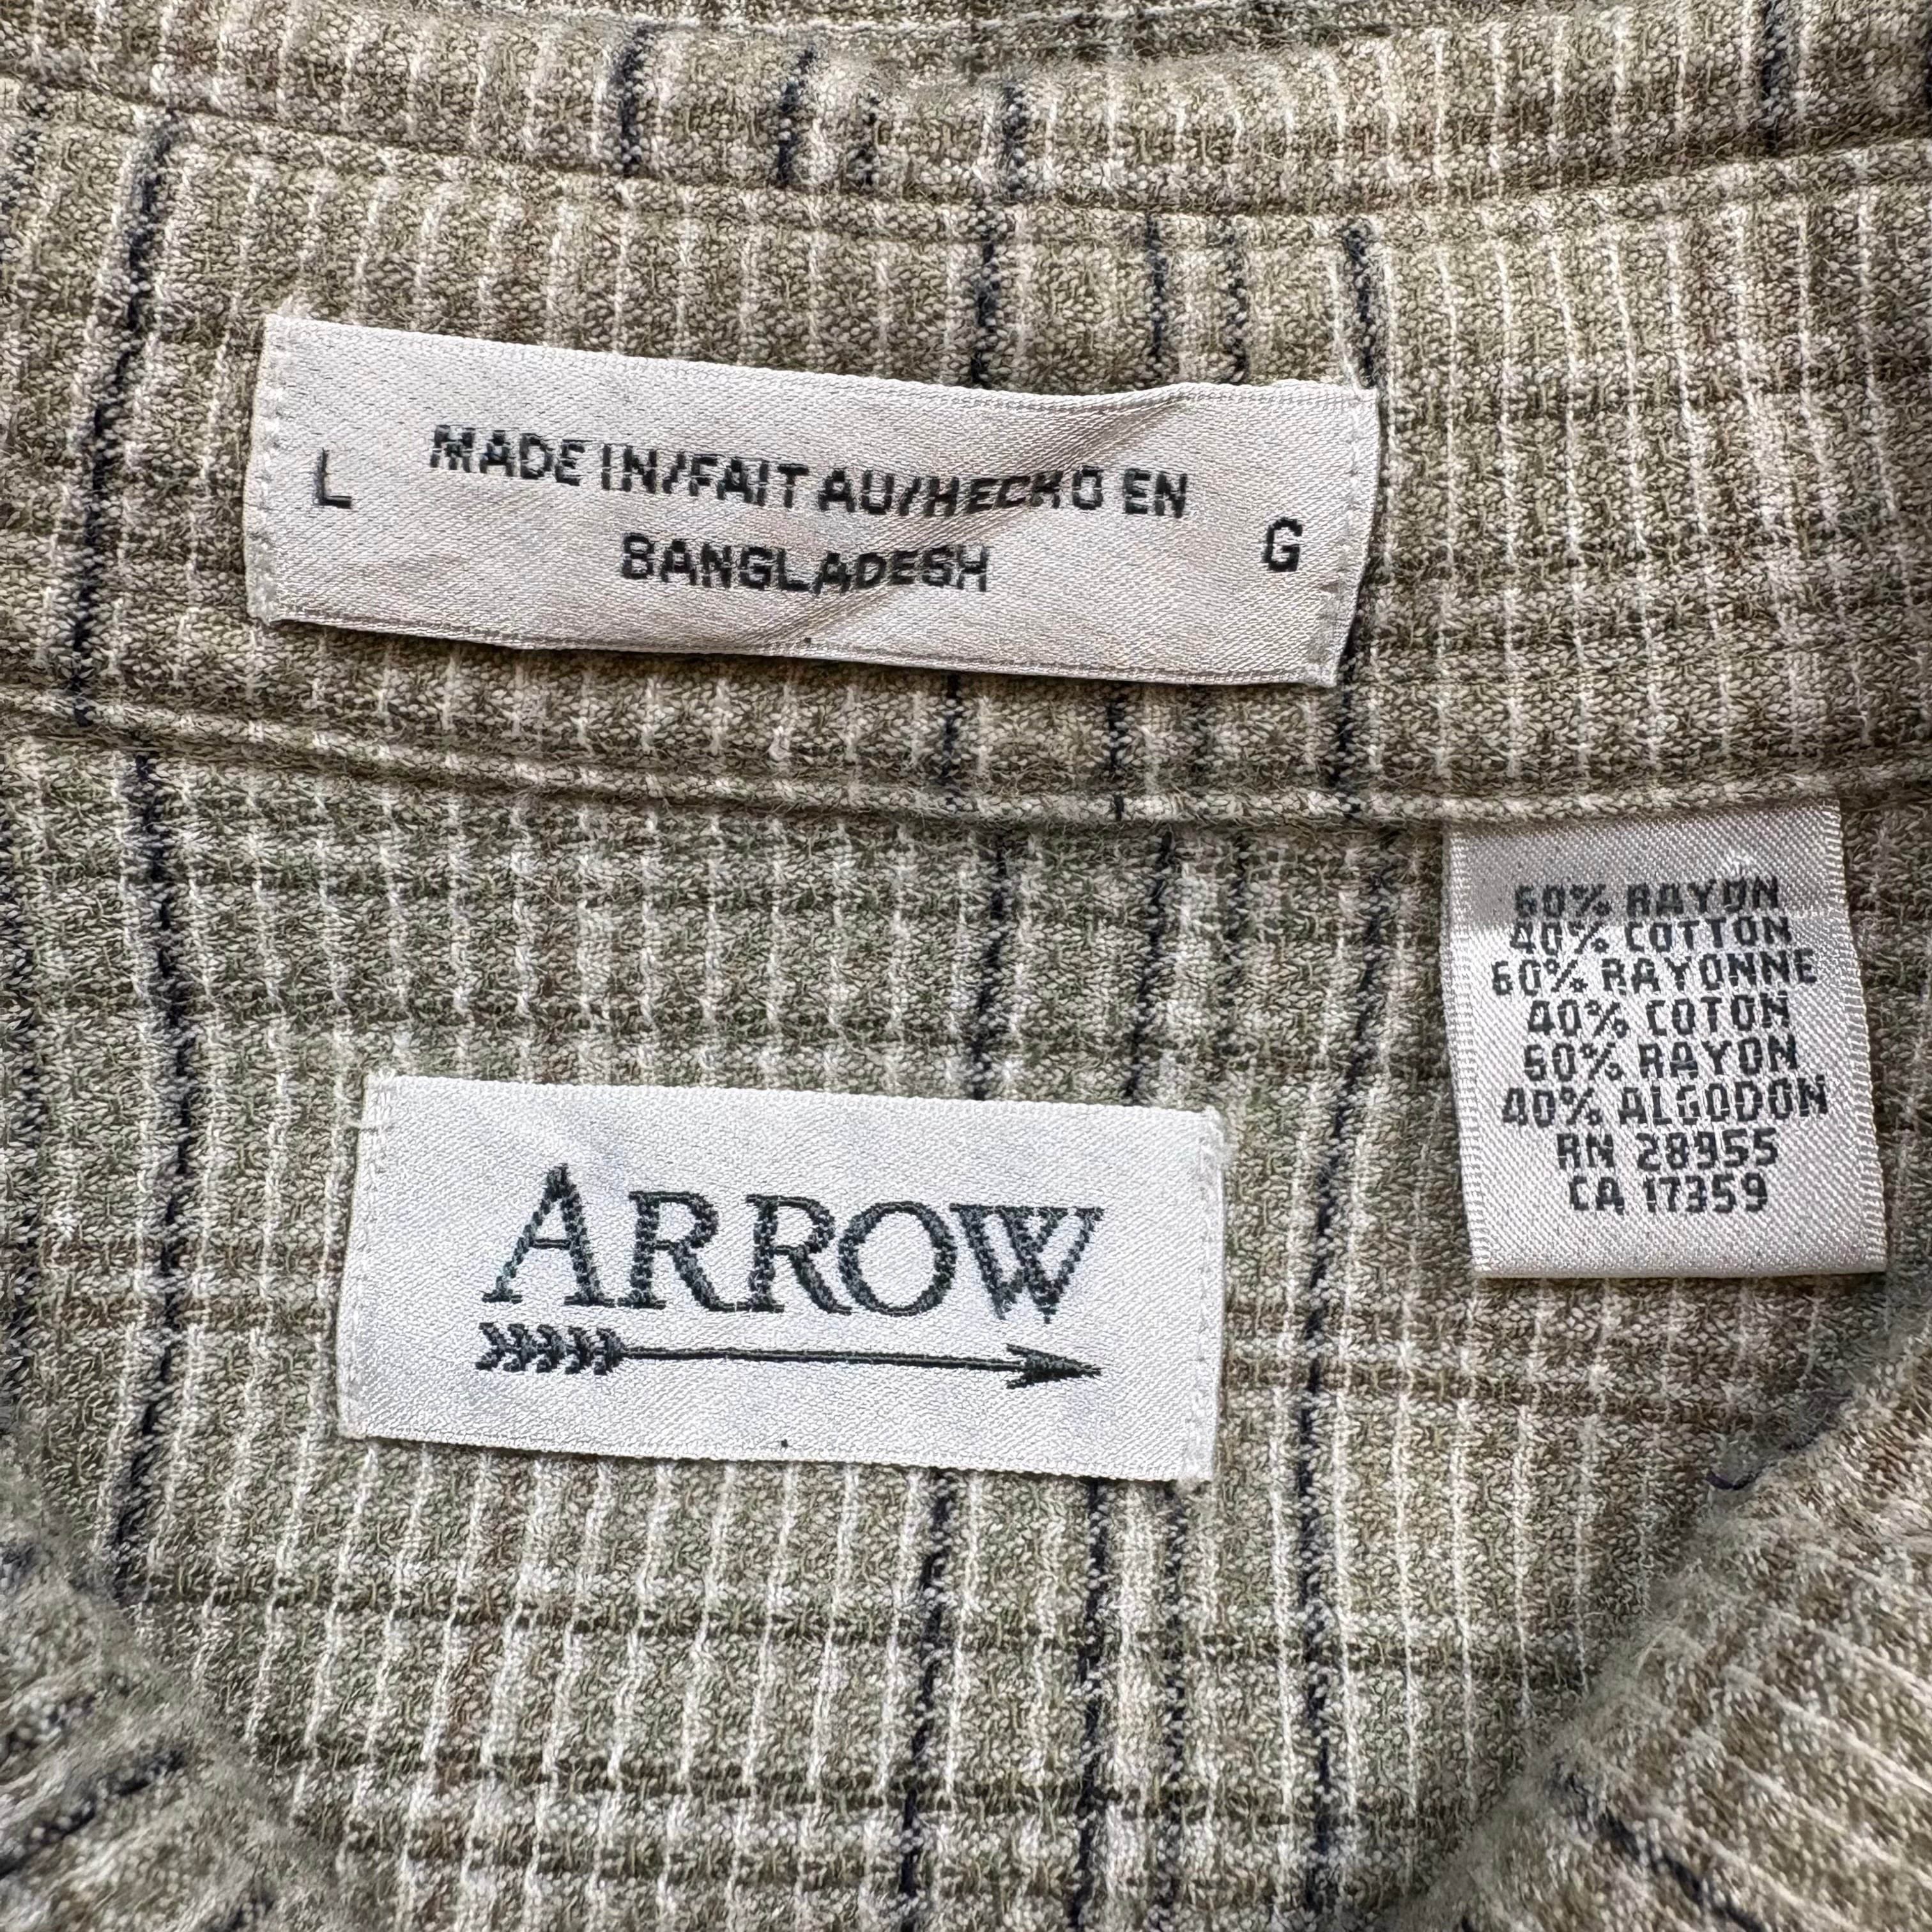 L
MADE IN/FAIT AU/HECHO EN
BANGLADESH
G
60% RAYON
40% COTTON
60% RAYONNE
40% COTON
60% RAYON
40% ALGODON
RN 28955
CA 17359
ARROW